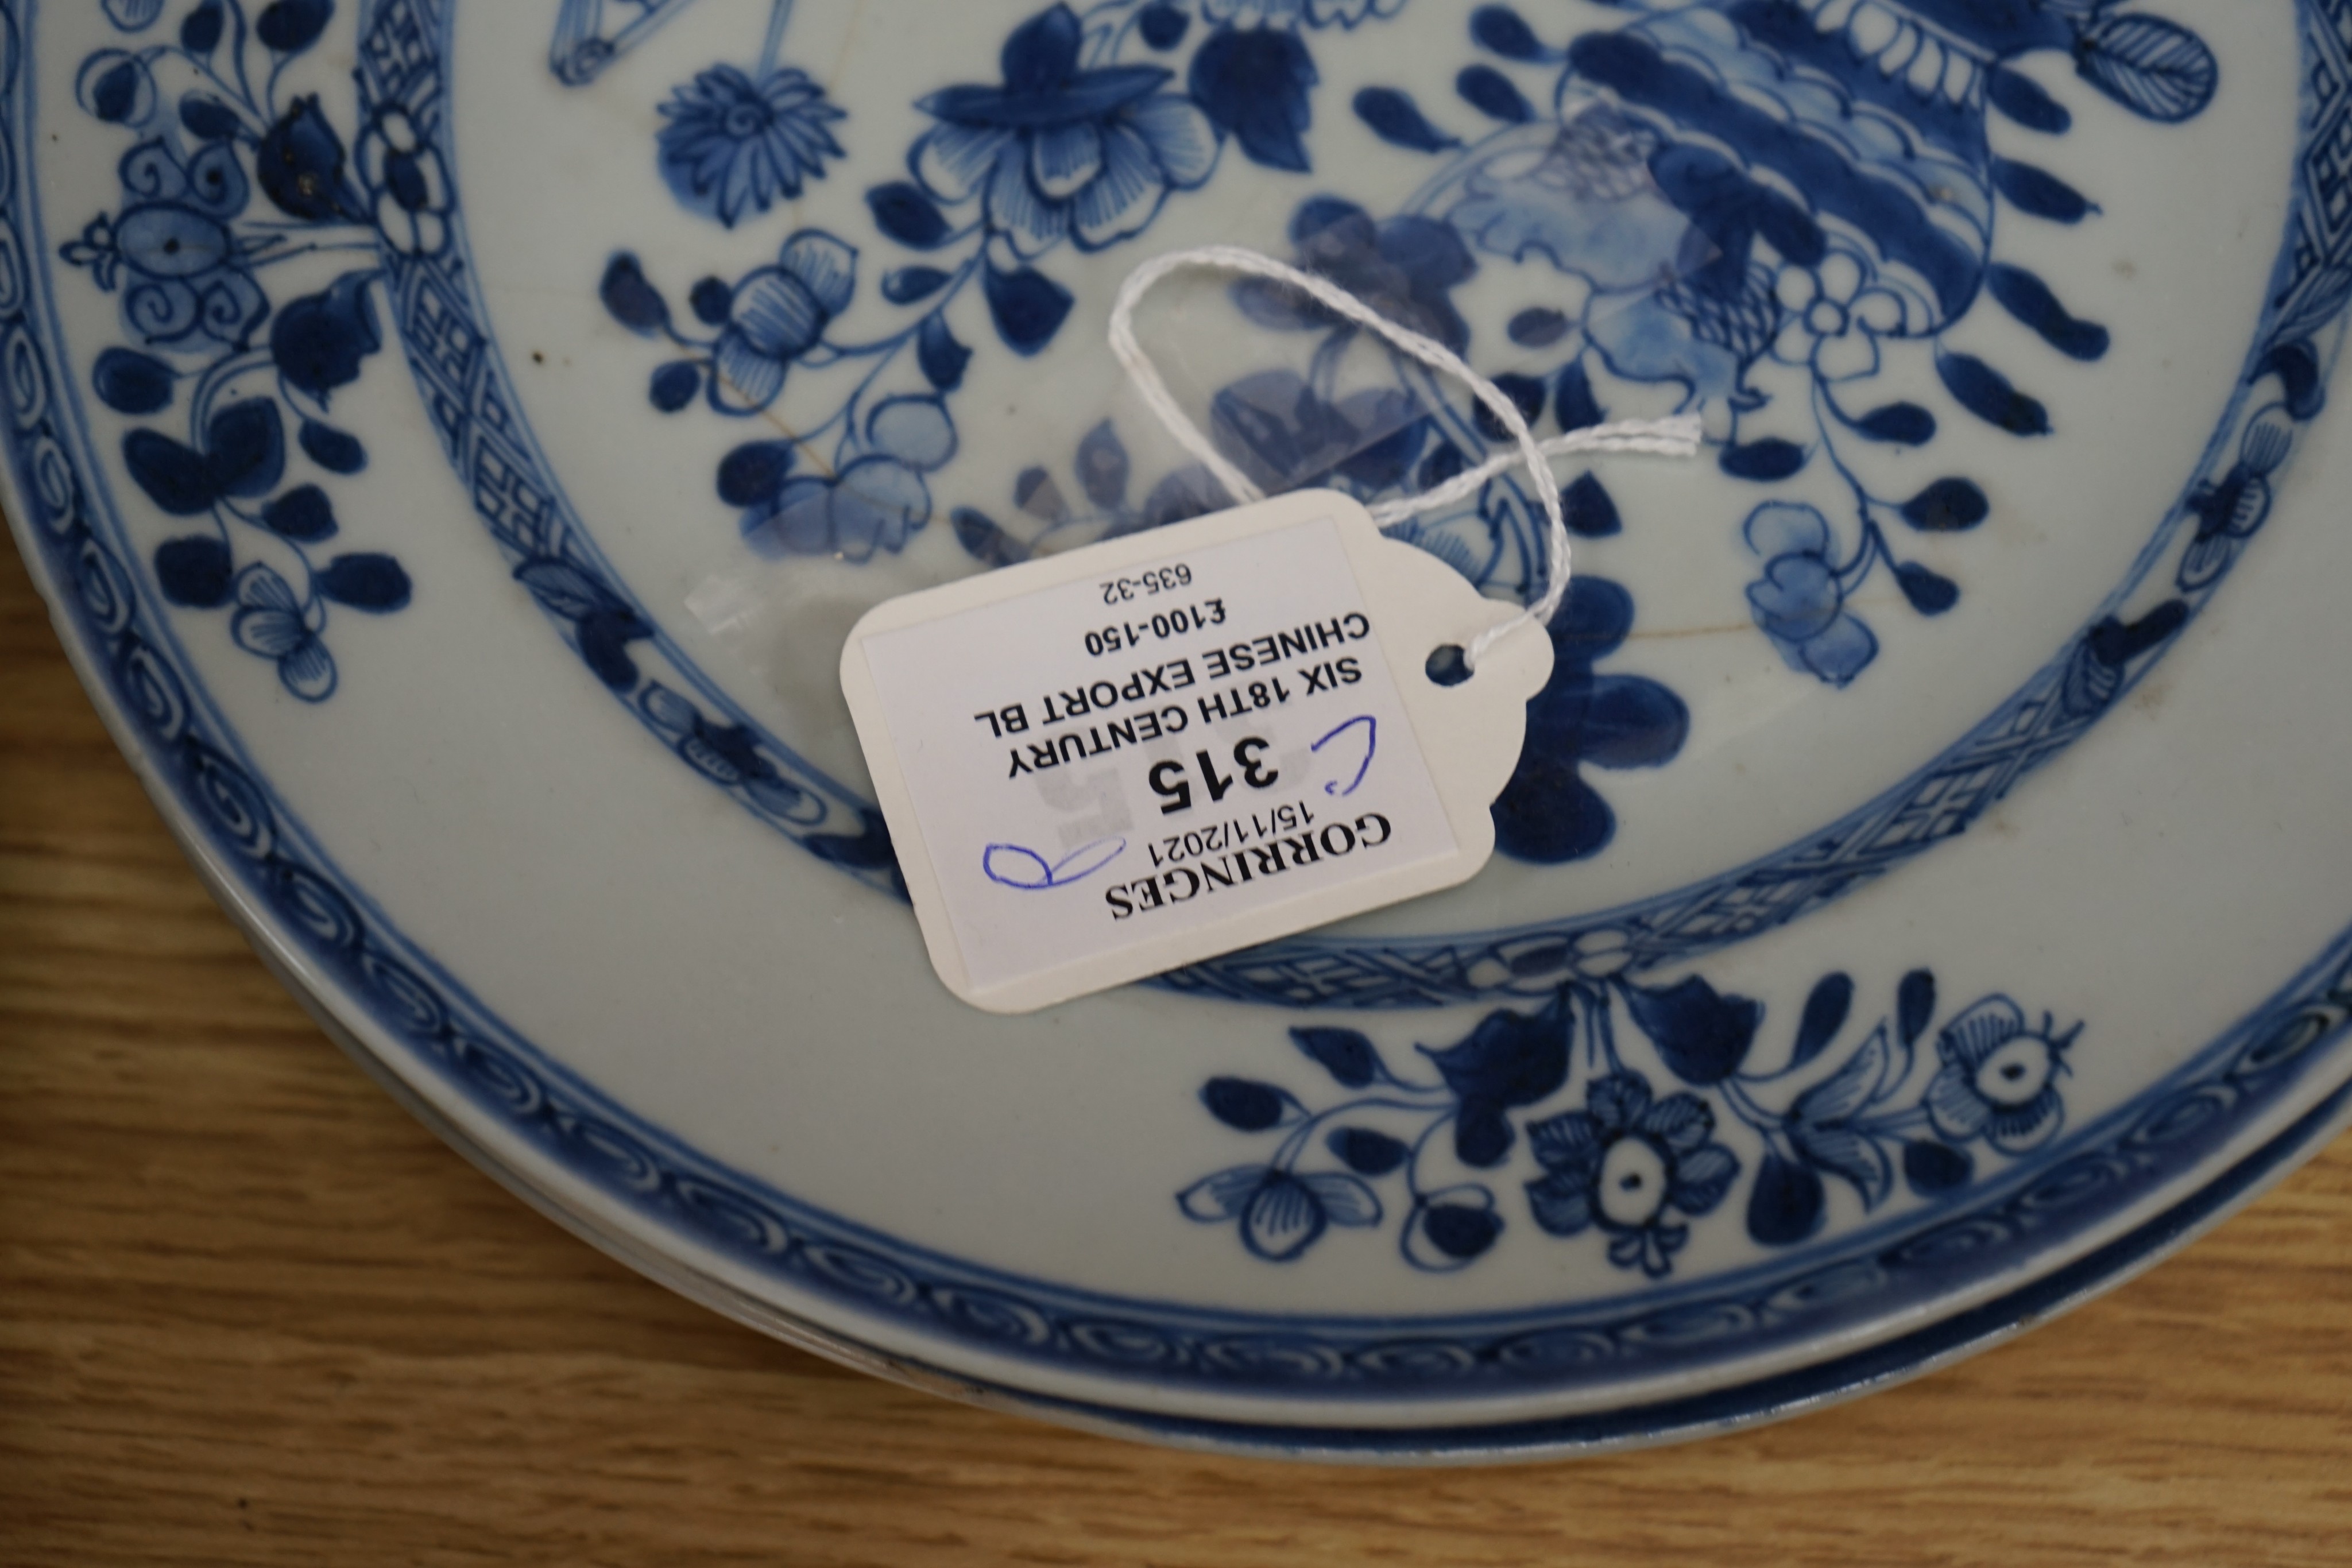 GORRINGES
15/11/2021
315
SIX 18TH CENTURY
CHINESE EXPORT BL
£100-150
635-32